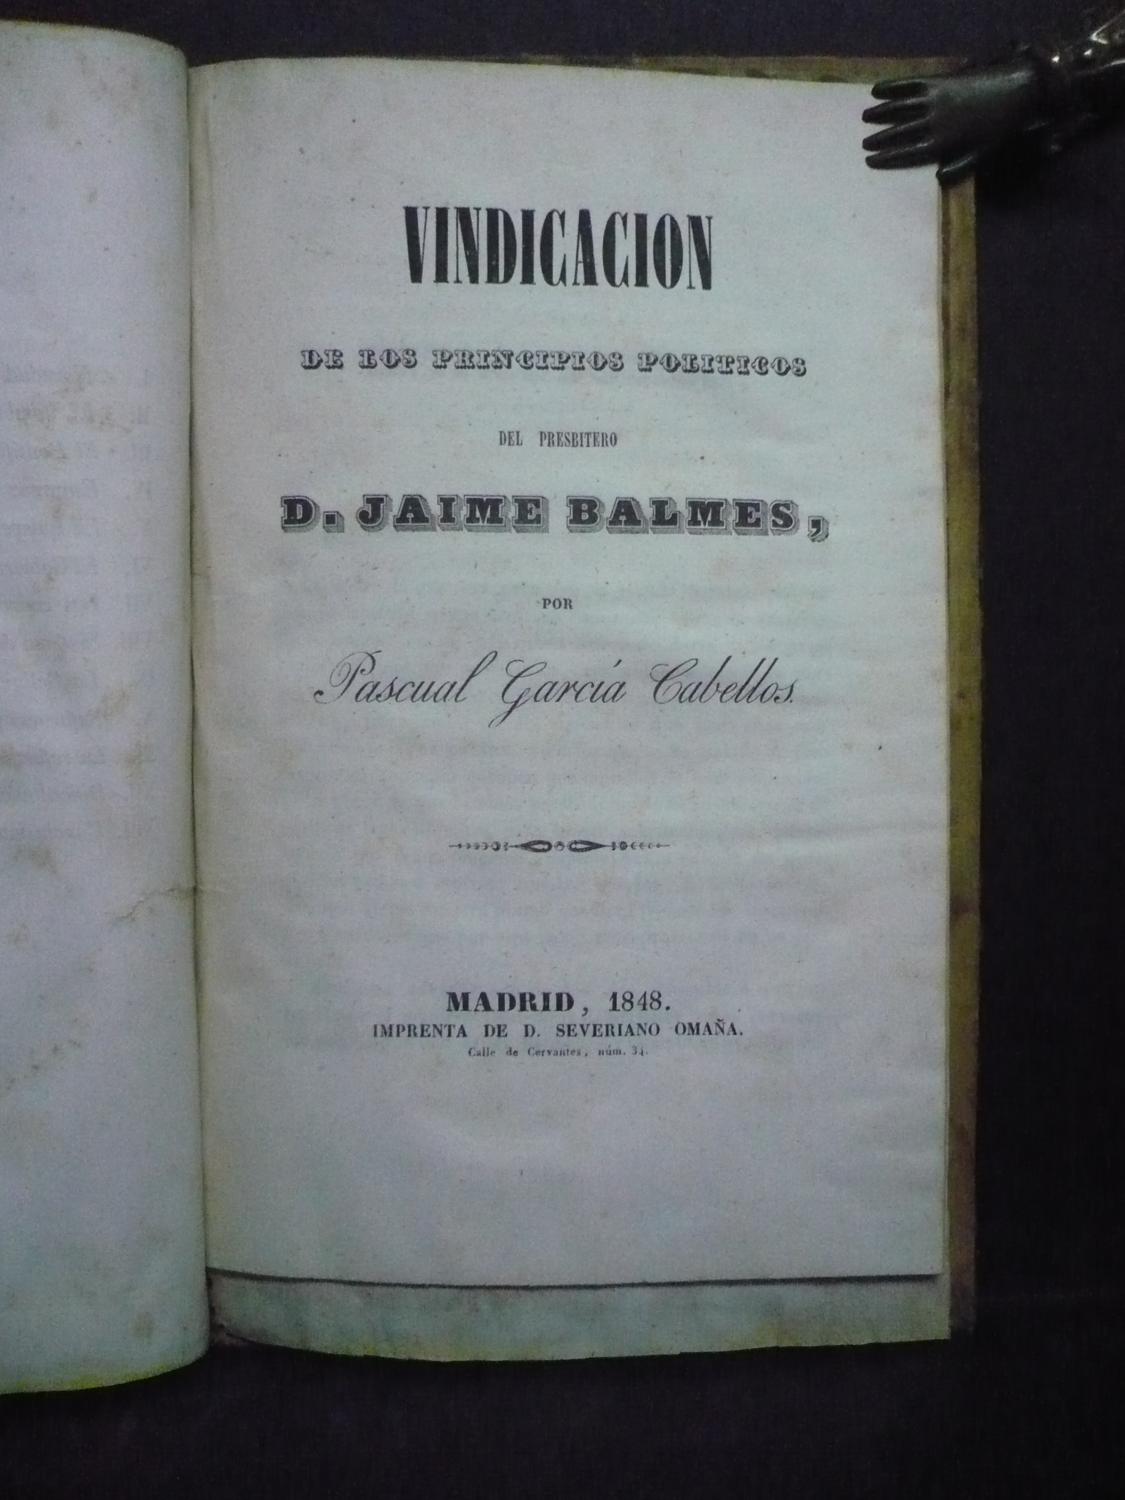 VINDICACION
DE LOS PRINCIPIOS POLITICOS
DEL PRESBITERO
D. JAIME BALMES,
POR
Pascual García Cabellos.
MADRID, 1848.
IMPRENTA DE D. SEVERIANO OMAÑA.
Calle de Cervantes, núm. 34.